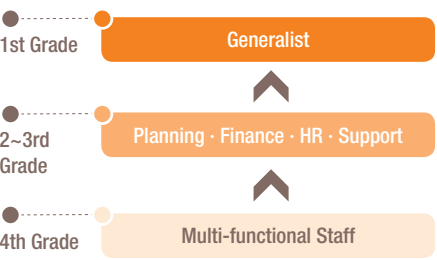 1st Grade
Generalist
2~3rd
Grade
Planning · Finance · HR · Support
4th Grade
Multi-functional Staff